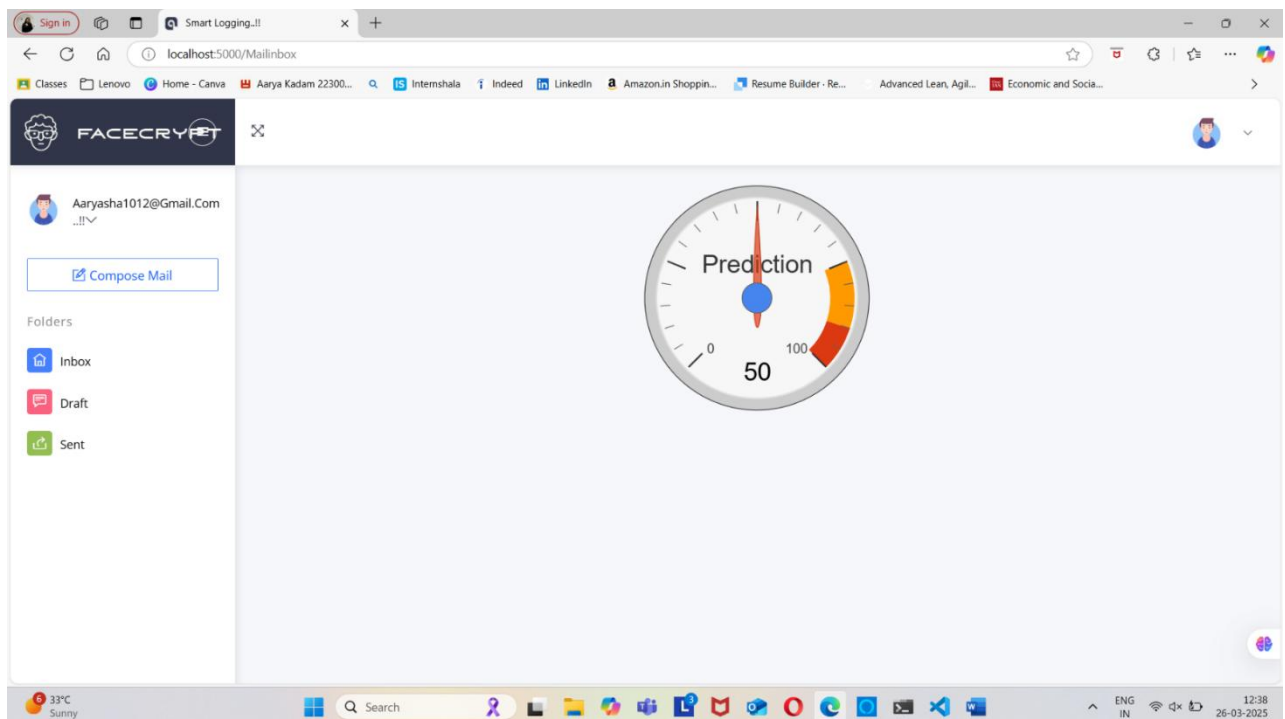 Sign in
Smart Logging..!!
localhost:5000/Mailinbox
Classes Lenovo Home - Canva Aarya Kadam 22300... Internshala Indeed LinkedIn Amazon.in Shoppin... Resume Builder · Re... Advanced Lean, Agil... Economic and Socia...
FACECRYPT
Aaryasha1012@Gmail.Com
..!!
Compose Mail
Folders
Inbox
Draft
Sent
Prediction
0 100
50
6
33°C
Sunny
Search
ENG
IN
12:38
26-03-2025